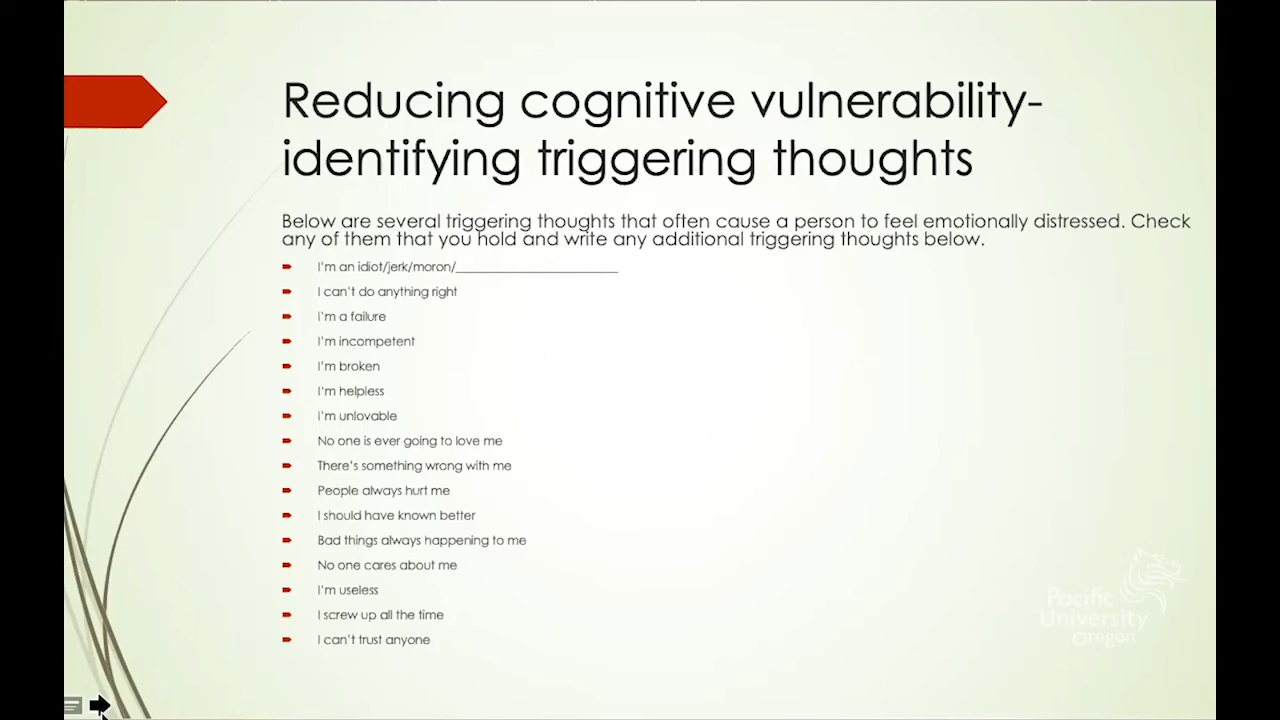 Reducing cognitive vulnerability-
identifying triggering thoughts
Below are several triggering thoughts that often cause a person to feel emotionally distressed. Check
any of them that you hold and write any additional triggering thoughts below.
I'm an idiot/jerk/moron/_______________________
I can't do anything right
I'm a failure
I'm incompetent
I'm broken
I'm helpless
I'm unlovable
No one is ever going to love me
There's something wrong with me
People always hurt me
I should have known better
Bad things always happening to me
No one cares about me
I'm useless
I screw up all the time
I can't trust anyone
Pacific
University
Oregon